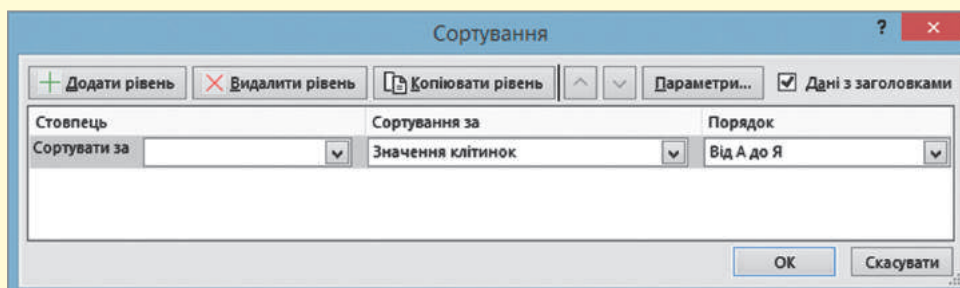 Сортування ?
Додати рівень Видалити рівень Копіювати рівень Параметри... Дані з заголовками
Стовпець Сортування за Порядок
Сортувати за Значення клітинок Від А до Я
ОК Скасувати